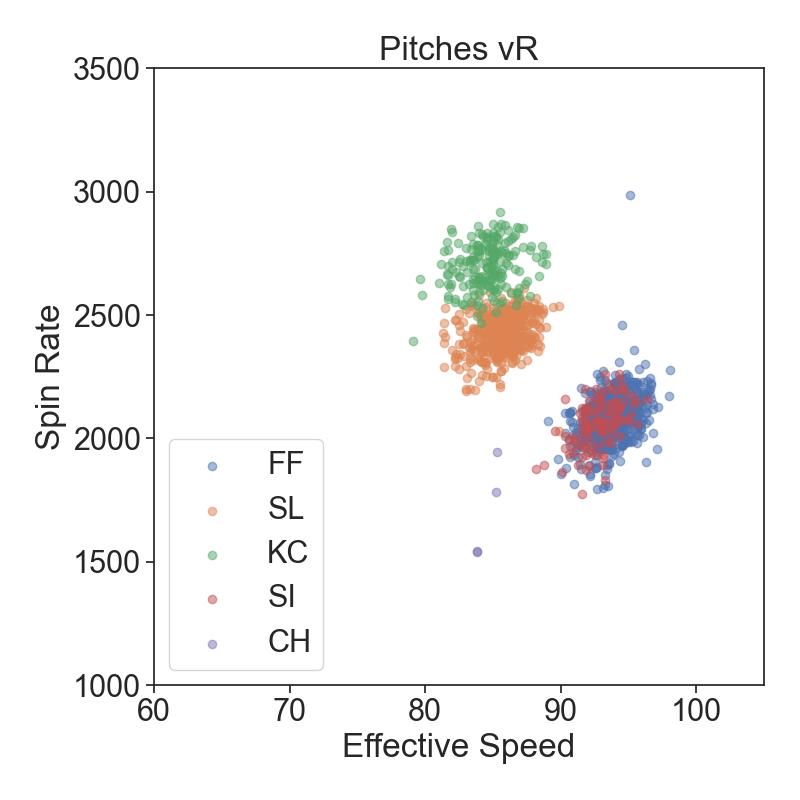 Pitches vR
3500
3000
2500
2000
1500
1000
Spin Rate
FF
SL
KC
SI
CH
60 70 80 90 100
Effective Speed